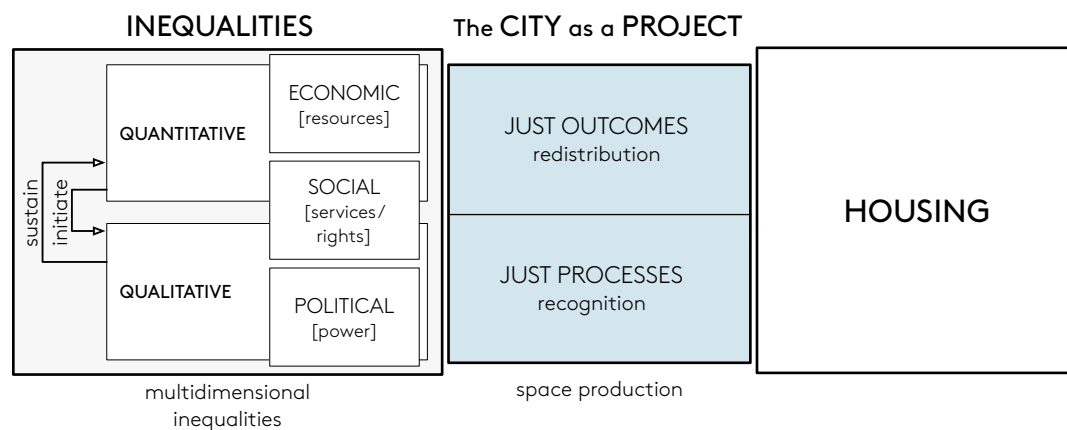 INEQUALITIES
The CITY as a PROJECT
QUANTITATIVE
ECONOMIC
[resources]
SOCIAL
[services/
rights]
QUALITATIVE
POLITICAL
[power]
sustain
initiate
multidimensional
inequalities
JUST OUTCOMES
redistribution
JUST PROCESSES
recognition
space production
HOUSING